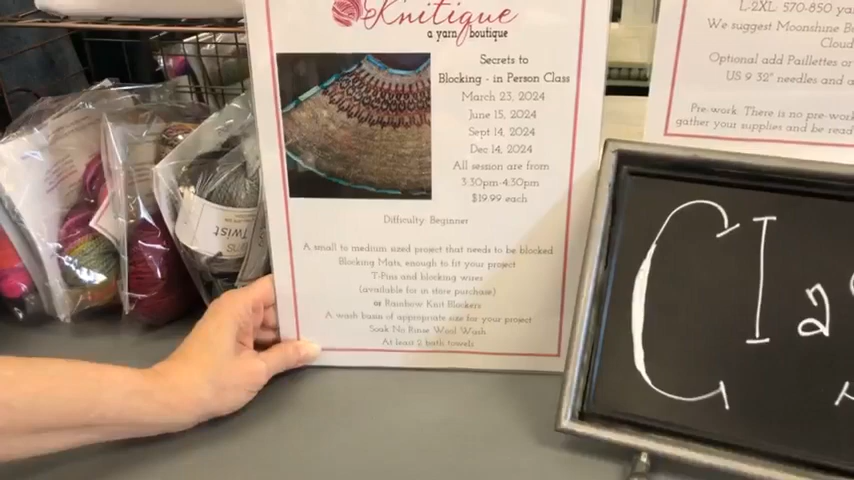 Knitique
a yarn boutique
Secrets to
Blocking - in Person Class
March 23, 2024
June 15, 2024
Sept 14, 2024
Dec 14, 2024
All session are from
3:30pm-4:30pm
$19.99 each
Difficulty: Beginner
A small to medium sized project that needs to be blocked
Blocking Mats, enough to fit your project
T-Pins and blocking wires
(available for in store purchase)
or Rainbow Knit Blockers
A wash basin of appropriate size for your project
Soak No Rinse Wool Wash
At least 2 bath towels
L-2XL: 570-850
We suggest Moonshine
Cloud
Optional add Paillettes or
US 9 32" needles and
Pre-work: There is no
gather your supplies and be
Twist
Cla